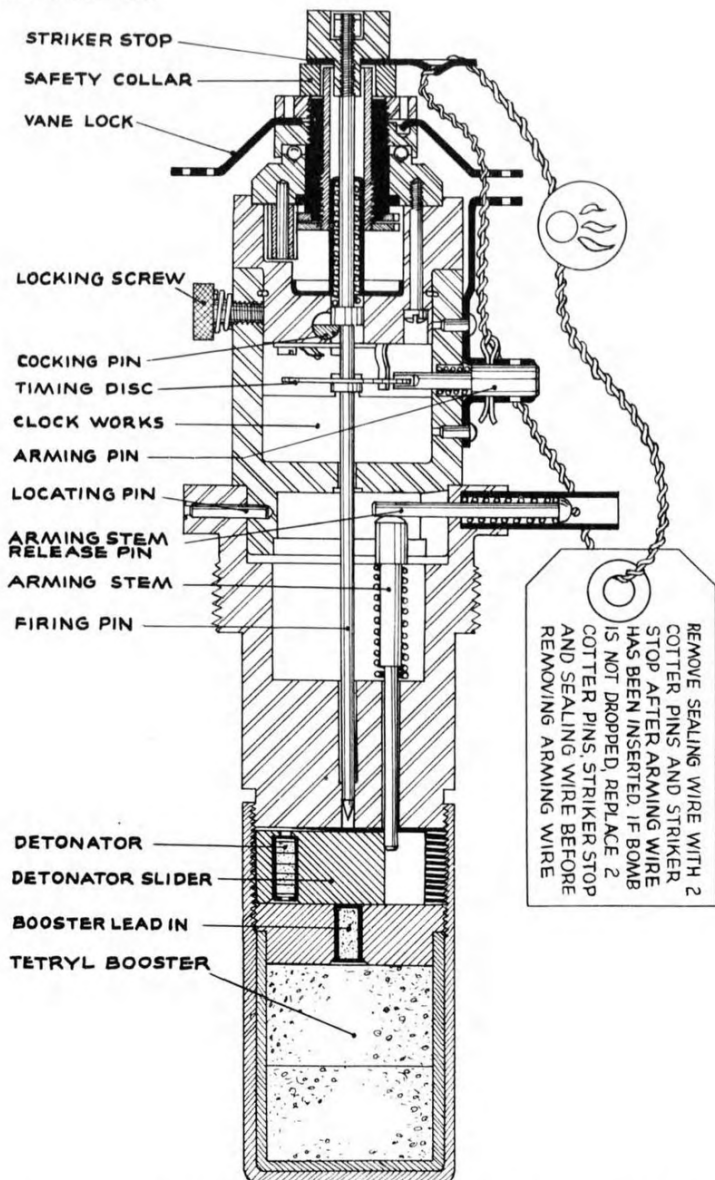 STRIKER STOP
SAFETY COLLAR
VANE LOCK
LOCKING SCREW
COCKING PIN
TIMING DISC
CLOCK WORKS
ARMING PIN
LOCATING PIN
ARMING STEM
RELEASE PIN
ARMING STEM
FIRING PIN
DETONATOR
DETONATOR SLIDER
BOOSTER LEAD IN
TETRYL BOOSTER
REMOVE SEALING WIRE WITH 2
COTTER PINS AND STRIKER
STOP AFTER ARMING WIRE
HAS BEEN INSERTED. IF BOMB
IS NOT DROPPED, REPLACE 2
COTTER PINS, STRIKER STOP
AND SEALING WIRE BEFORE
REMOVING ARMING WIRE